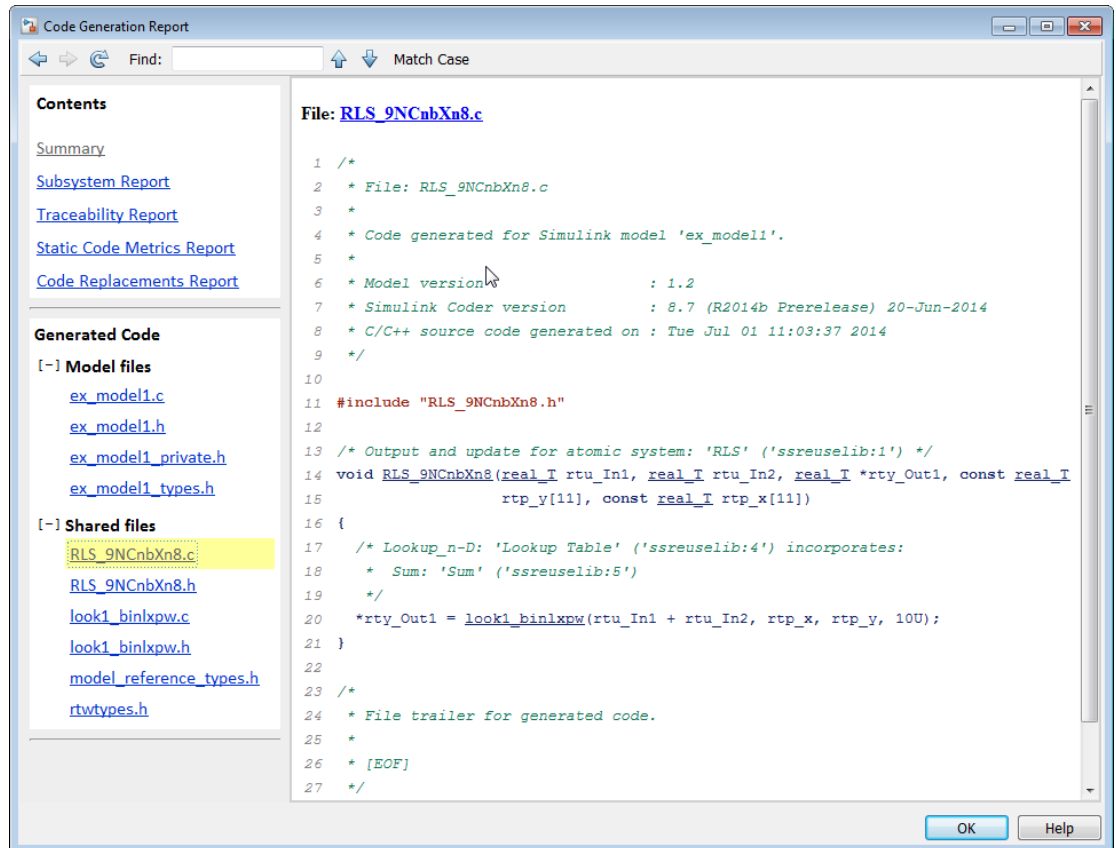 Code Generation Report
Find:
Match Case
Contents
Summary
Subsystem Report
Traceability Report
Static Code Metrics Report
Code Replacements Report
Generated Code
[-] Model files
ex_model1.c
ex_model1.h
ex_model1_private.h
ex_model1_types.h
[-] Shared files
RLS_9NCnbXn8.c
RLS_9NCnbXn8.h
look1_binlxpw.c
look1_binlxpw.h
model_reference_types.h
rtwtypes.h
File: RLS_9NCnbXn8.c
1 /*
2 * File: RLS_9NCnbXn8.c
3 *
4 * Code generated for Simulink model 'ex_model1'.
5 *
6 * Model version : 1.2
7 * Simulink Coder version : 8.7 (R2014b Prerelease) 20-Jun-2014
8 * C/C++ source code generated on : Tue Jul 01 11:03:37 2014
9 */
10
11 #include "RLS_9NCnbXn8.h"
12
13 /* Output and update for atomic system: 'RLS' ('ssreuselib:1') */
14 void RLS_9NCnbXn8(real_T rtu_In1, real_T rtu_In2, real_T *rty_Out1, const real_T
15 rtp_y[11], const real_T rtp_x[11])
16 {
17 /* Lookup_n-D: 'Lookup Table' ('ssreuselib:4') incorporates:
18 * Sum: 'Sum' ('ssreuselib:5')
19 */
20 *rty_Out1 = look1_binlxpw(rtu_In1 + rtu_In2, rtp_x, rtp_y, 10U);
21 }
22
23 /*
24 * File trailer for generated code.
25 *
26 * [EOF]
27 */
OK
Help